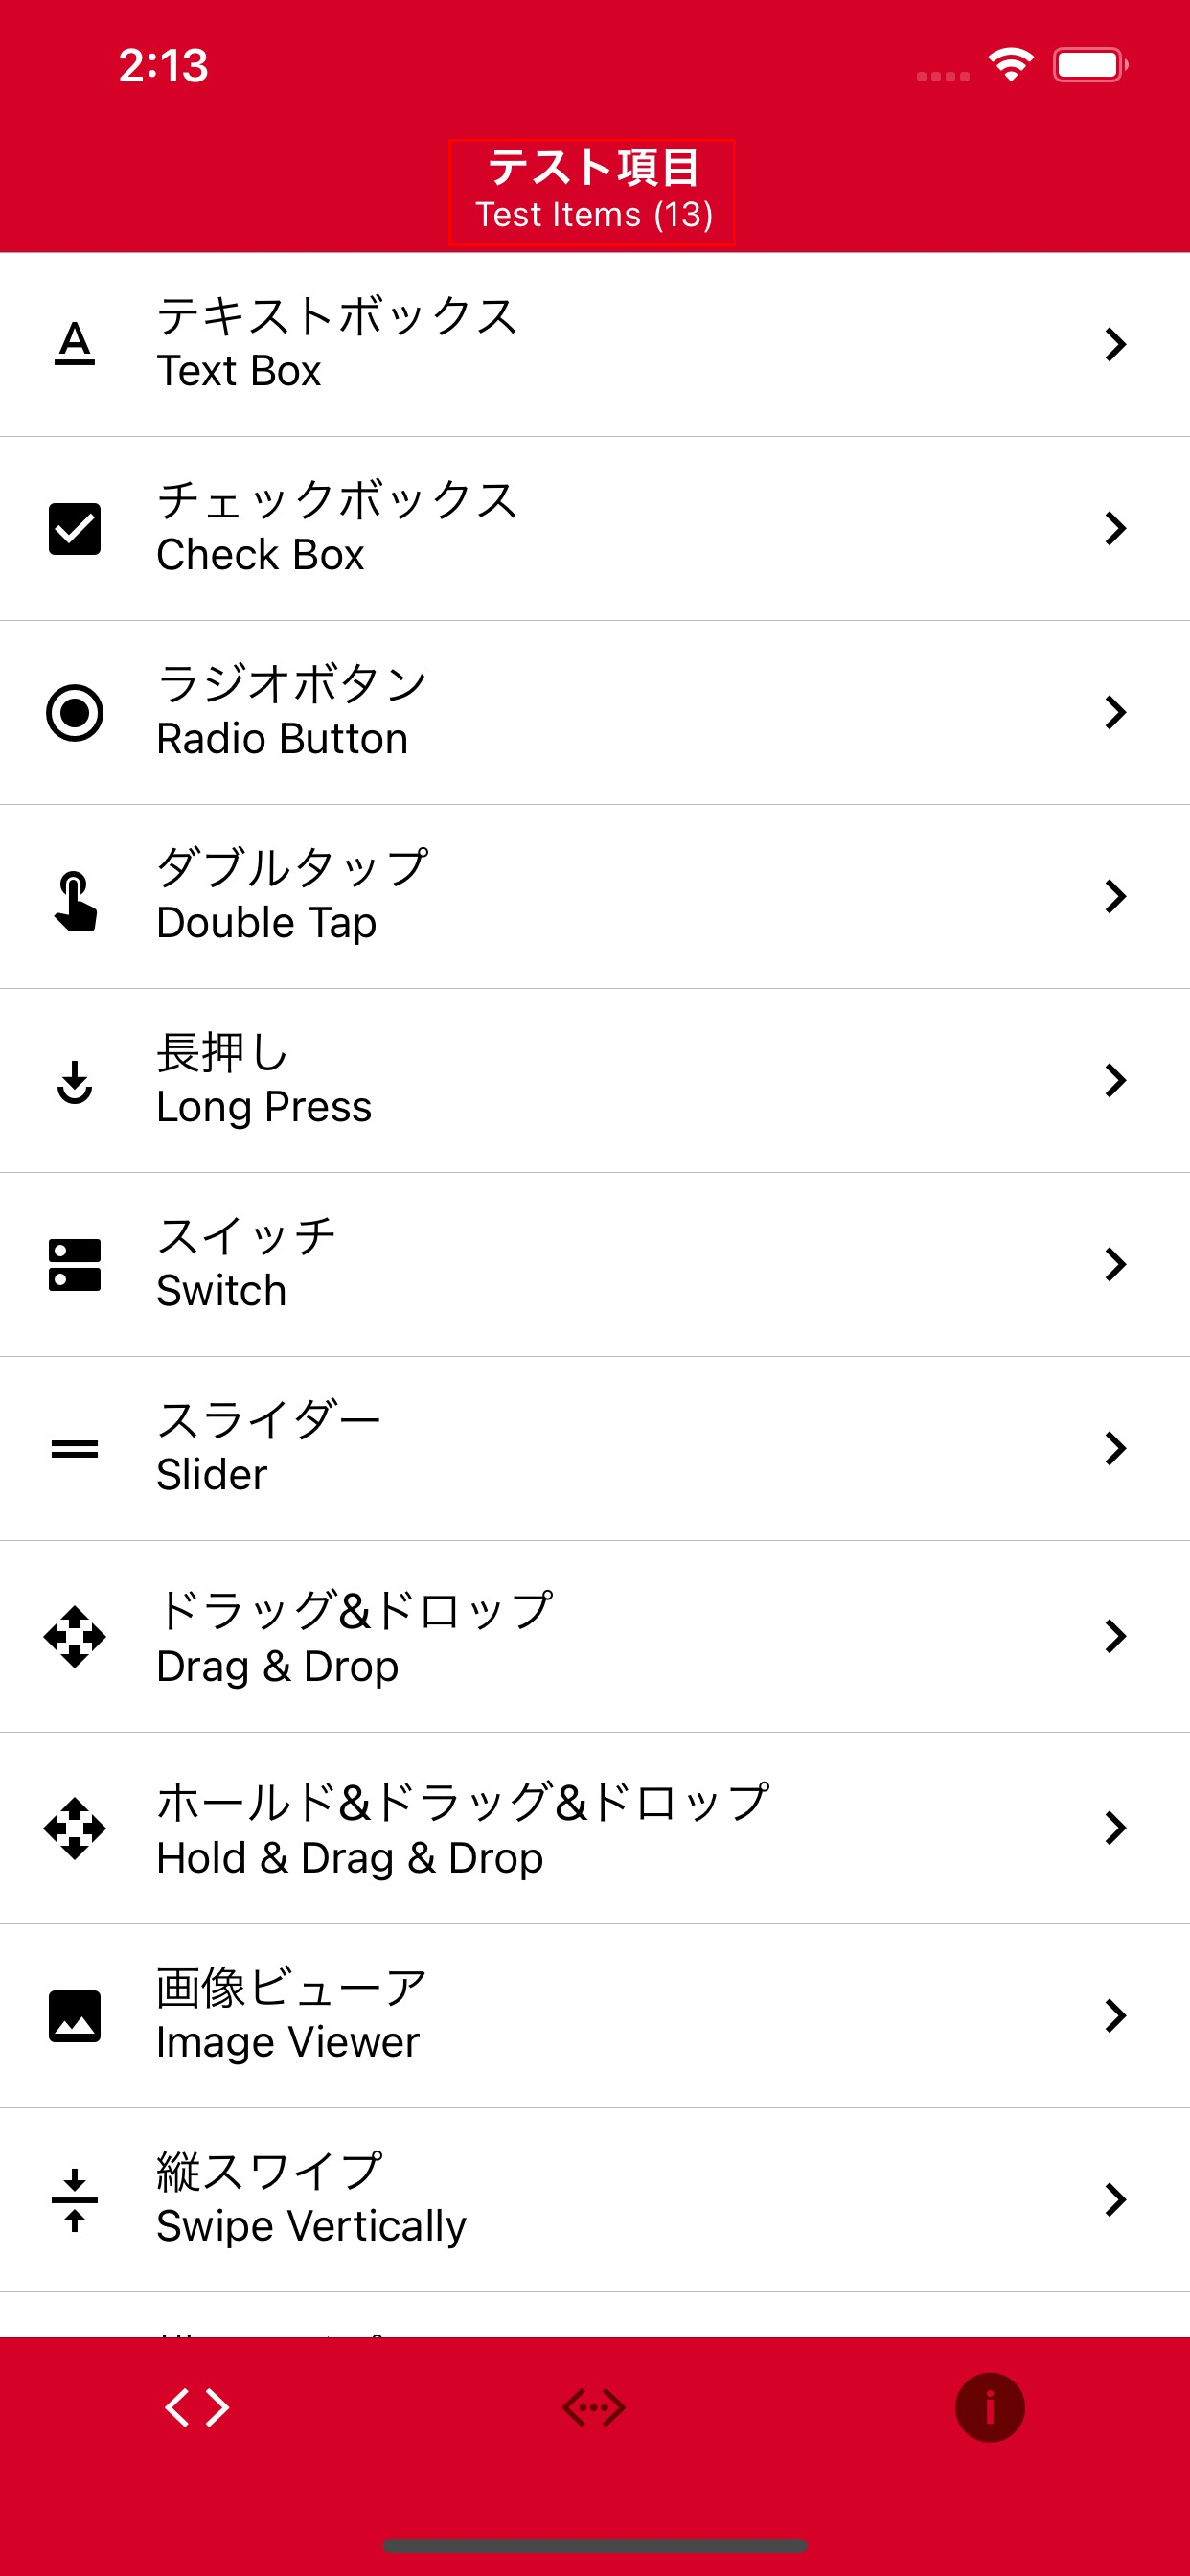 2:13
テスト項目
Test Items (13)
テキストボックス
Text Box
チェックボックス
Check Box
ラジオボタン
Radio Button
ダブルタップ
Double Tap
長押し
Long Press
スイッチ
Switch
スライダー
Slider
ドラッグ&ドロップ
Drag & Drop
ホールド&ドラッグ&ドロップ
Hold & Drag & Drop
画像ビューア
Image Viewer
縦スワイプ
Swipe Vertically